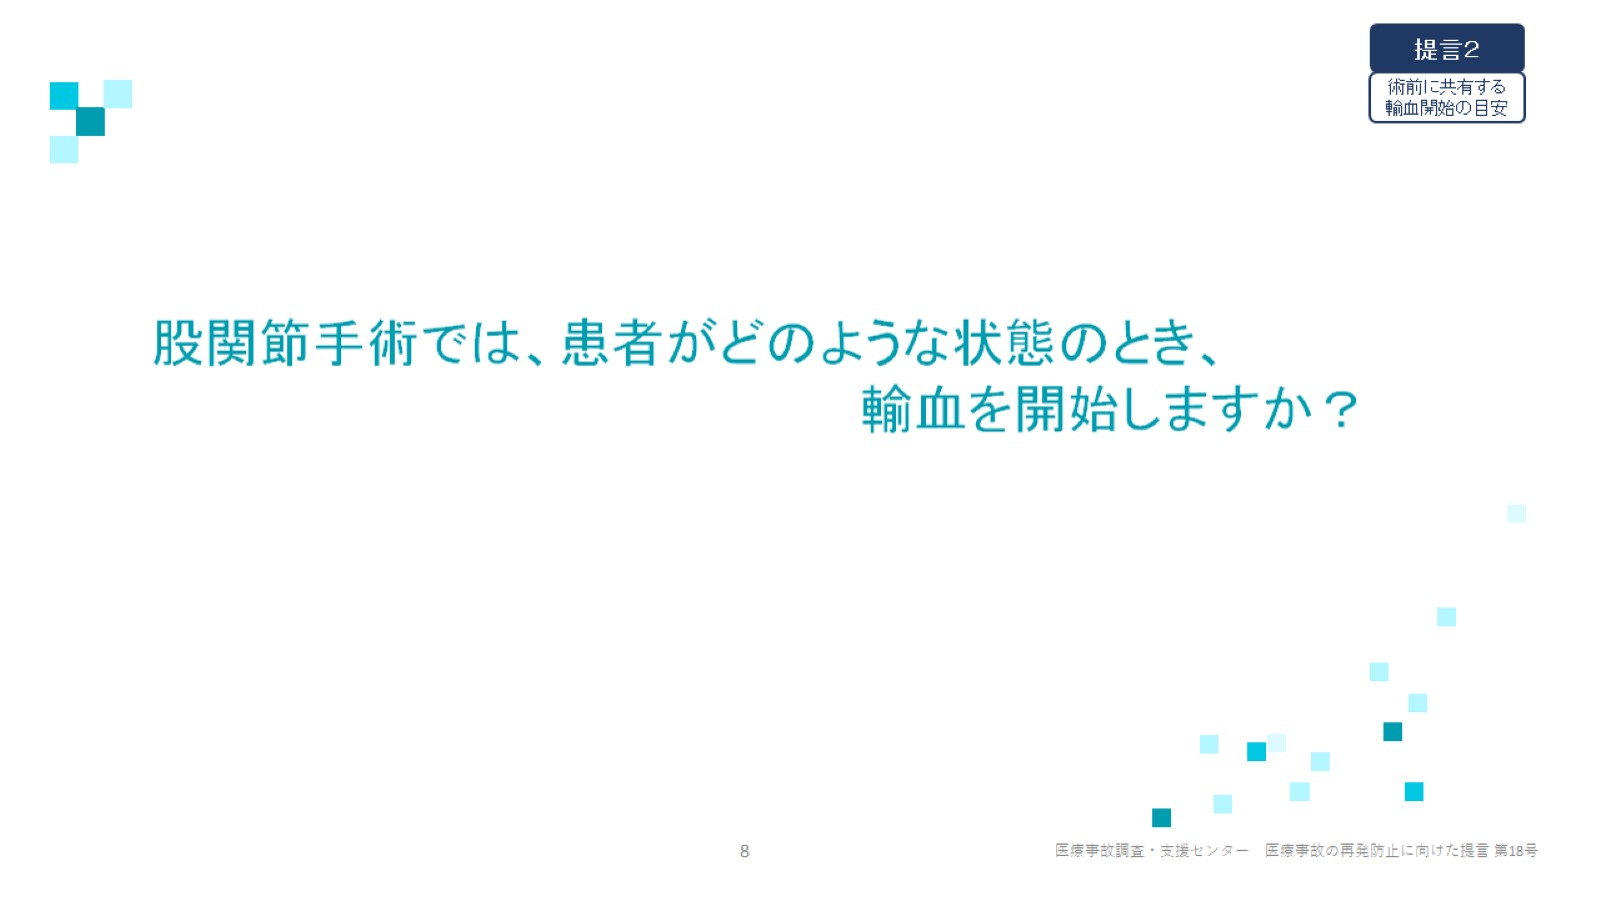 提言２
術前に共有する
輸血開始の目安
股関節手術では、患者がどのような状態のとき、
輸血を開始しますか？
8
医療事故調査・支援センター　医療事故の再発防止に向けた提言 第18号